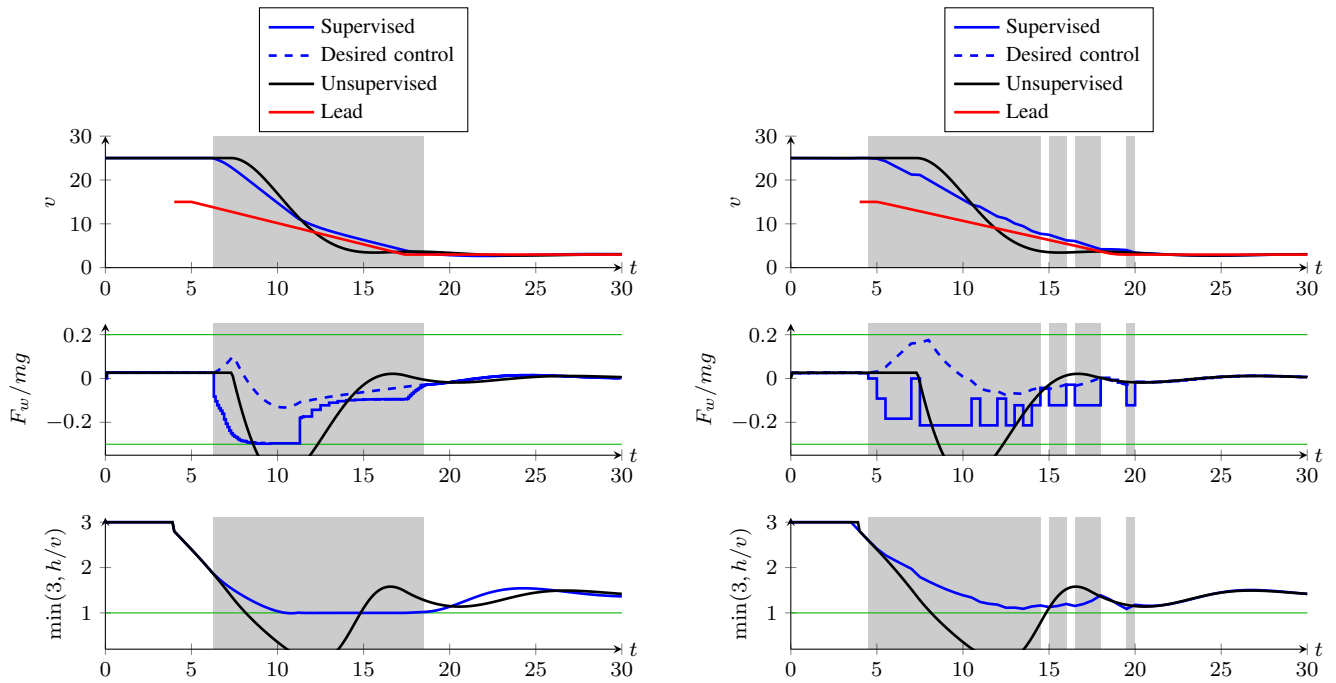 Supervised
Desired control
Unsupervised
Lead
30
20
10
0
v
0 5 10 15 20 25 30
t
0.2
0
−0.2
F_w/mg
0 5 10 15 20 25 30
t
3
2
1
min(3, h/v)
0 5 10 15 20 25 30
t
Supervised
Desired control
Unsupervised
Lead
30
20
10
0
v
0 5 10 15 20 25 30
t
0.2
0
−0.2
F_w/mg
0 5 10 15 20 25 30
t
3
2
1
min(3, h/v)
0 5 10 15 20 25 30
t